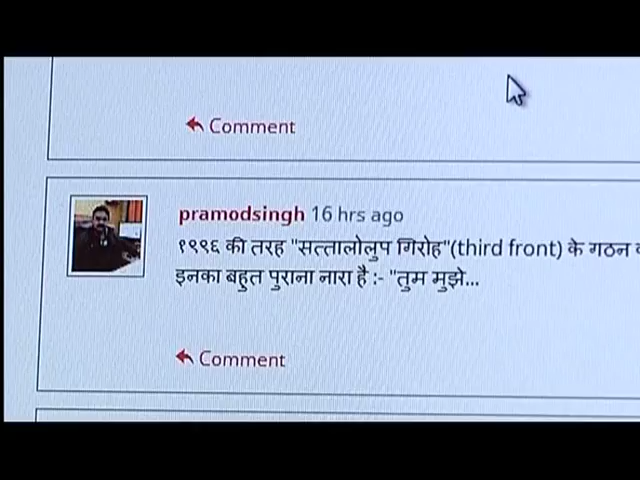 Comment
pramodsingh 16 hrs ago
१९९६ की तरह "सत्तालोलुप गिरोह"(third front) के गठन
इनका बहुत पुराना नारा है :- "तुम मुझे...
Comment